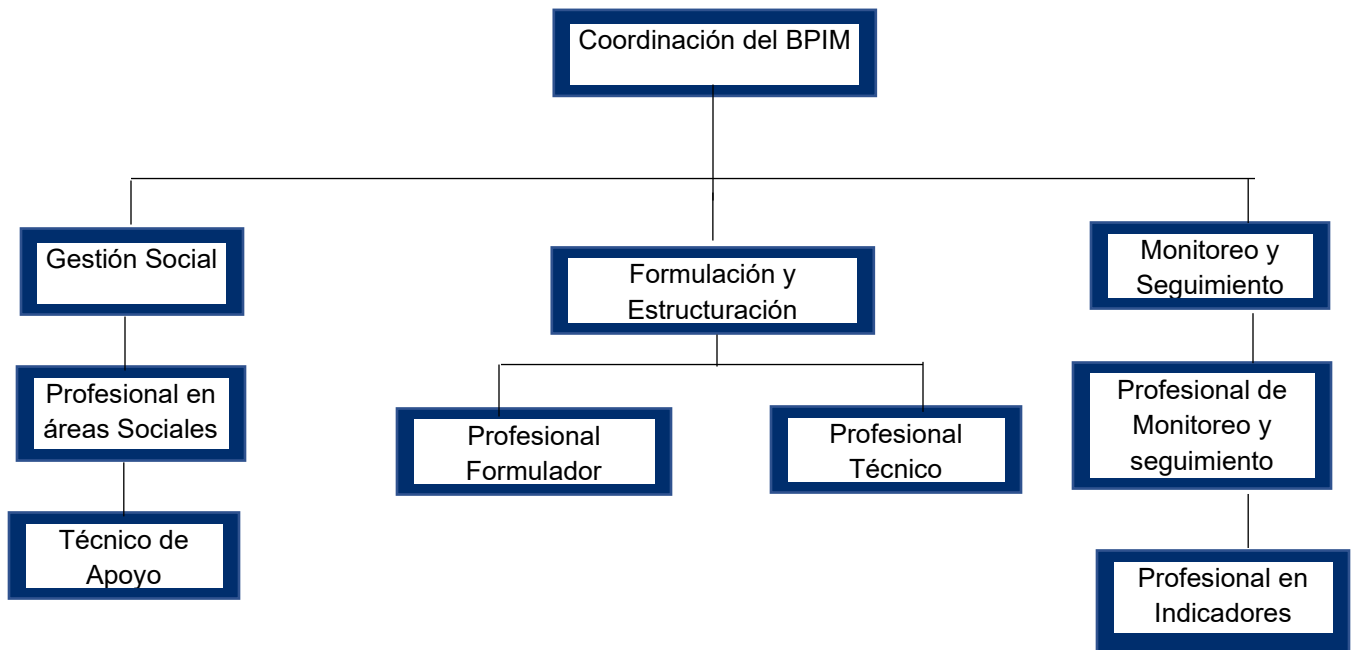 Coordinación del BPIM
Gestión Social
Formulación y
Estructuración
Monitoreo y
Seguimiento
Profesional en
áreas Sociales
Profesional
Formulador
Profesional
Técnico
Profesional de
Monitoreo y
seguimiento
Técnico de
Apoyo
Profesional en
Indicadores